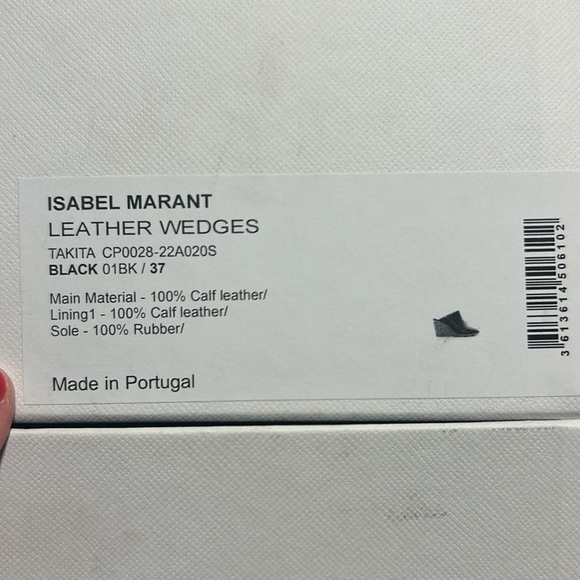 ISABEL MARANT
LEATHER WEDGES
TAKITA CP0028-22A020S
BLACK 01BK / 37
Main Material - 100% Calf leather/
Lining1 - 100% Calf leather/
Sole - 100% Rubber/
Made in Portugal
3613614506102